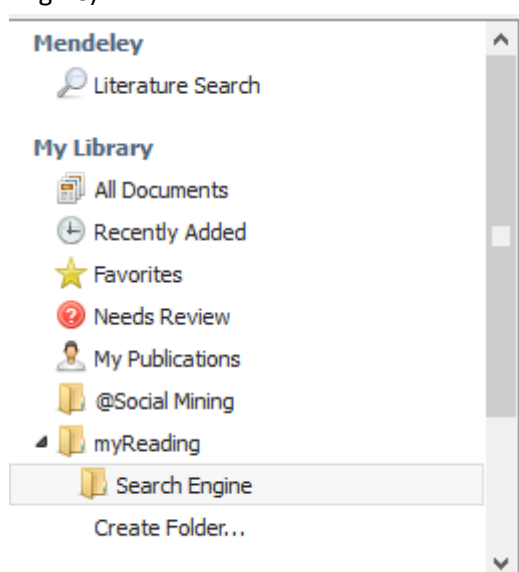 Mendeley
Literature Search
My Library
All Documents
Recently Added
Favorites
Needs Review
My Publications
@Social Mining
myReading
Search Engine
Create Folder...